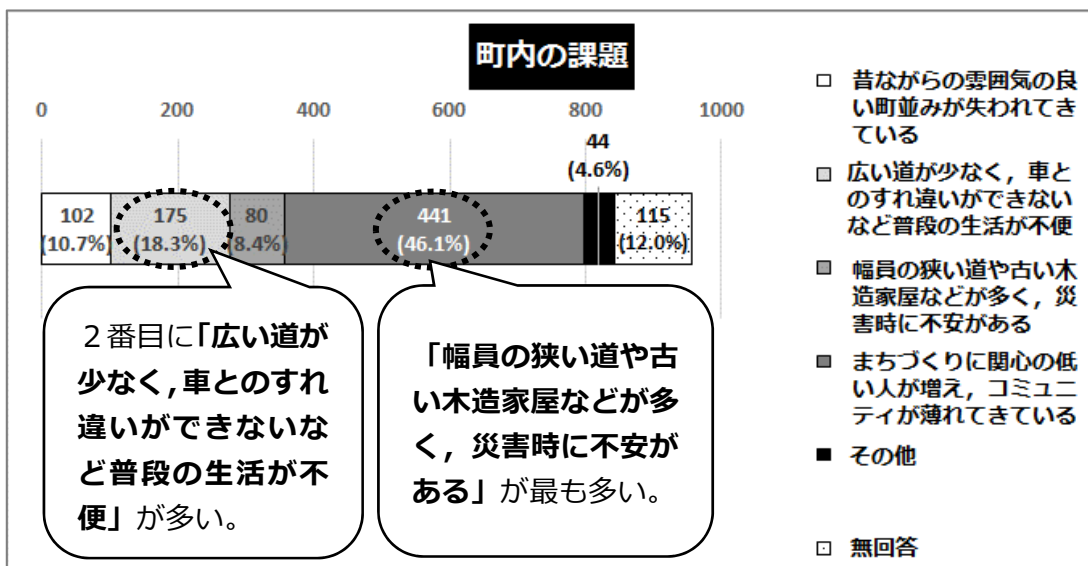 町内の課題
0 200 400 600 800 1000
44
(4.6%)
102
(10.7%)
175
(18.3%)
80
(8.4%)
441
(46.1%)
115
(12.0%)
２番目に「広い道が
少なく，車とのすれ
違いができないな
ど普段の生活が不
便」が多い。
「幅員の狭い道や古
い木造家屋などが多
く，災害時に不安が
ある」が最も多い。
昔ながらの雰囲気の良
い町並みが失われてき
ている
広い道が少なく，車と
のすれ違いができない
など普段の生活が不便
幅員の狭い道や古い木
造家屋などが多く，災
害時に不安がある
まちづくりに関心の低
い人が増え，コミュニ
ティが薄れてきている
その他
無回答